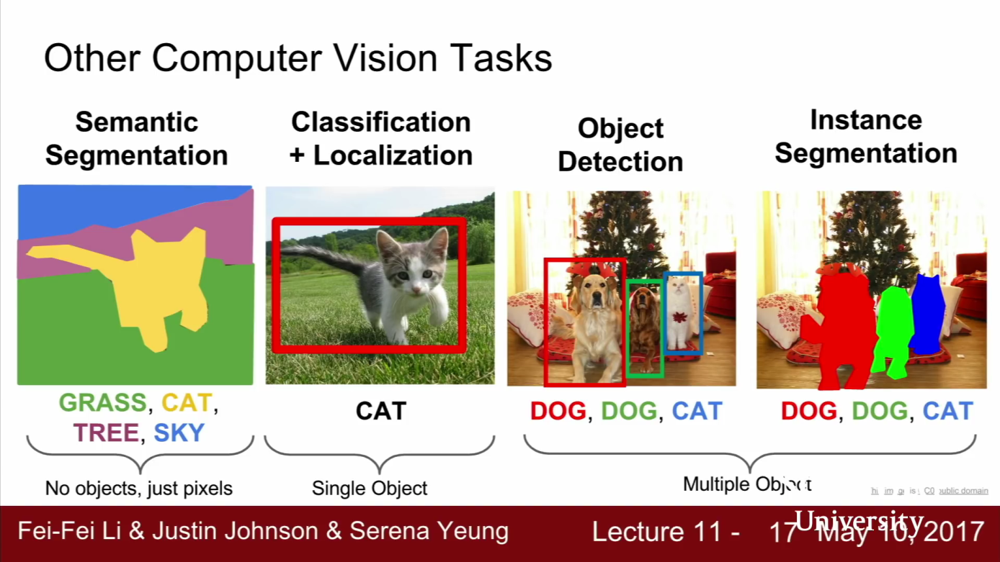 Other Computer Vision Tasks
Semantic
Segmentation
Classification
+ Localization
Object
Detection
Instance
Segmentation
GRASS, CAT,
TREE, SKY
CAT
DOG, DOG, CAT
DOG, DOG, CAT
No objects, just pixels
Single Object
Multiple Object
is public domain
Fei-Fei Li & Justin Johnson & Serena Yeung
Lecture 11 - 17
May 10, 2017
University